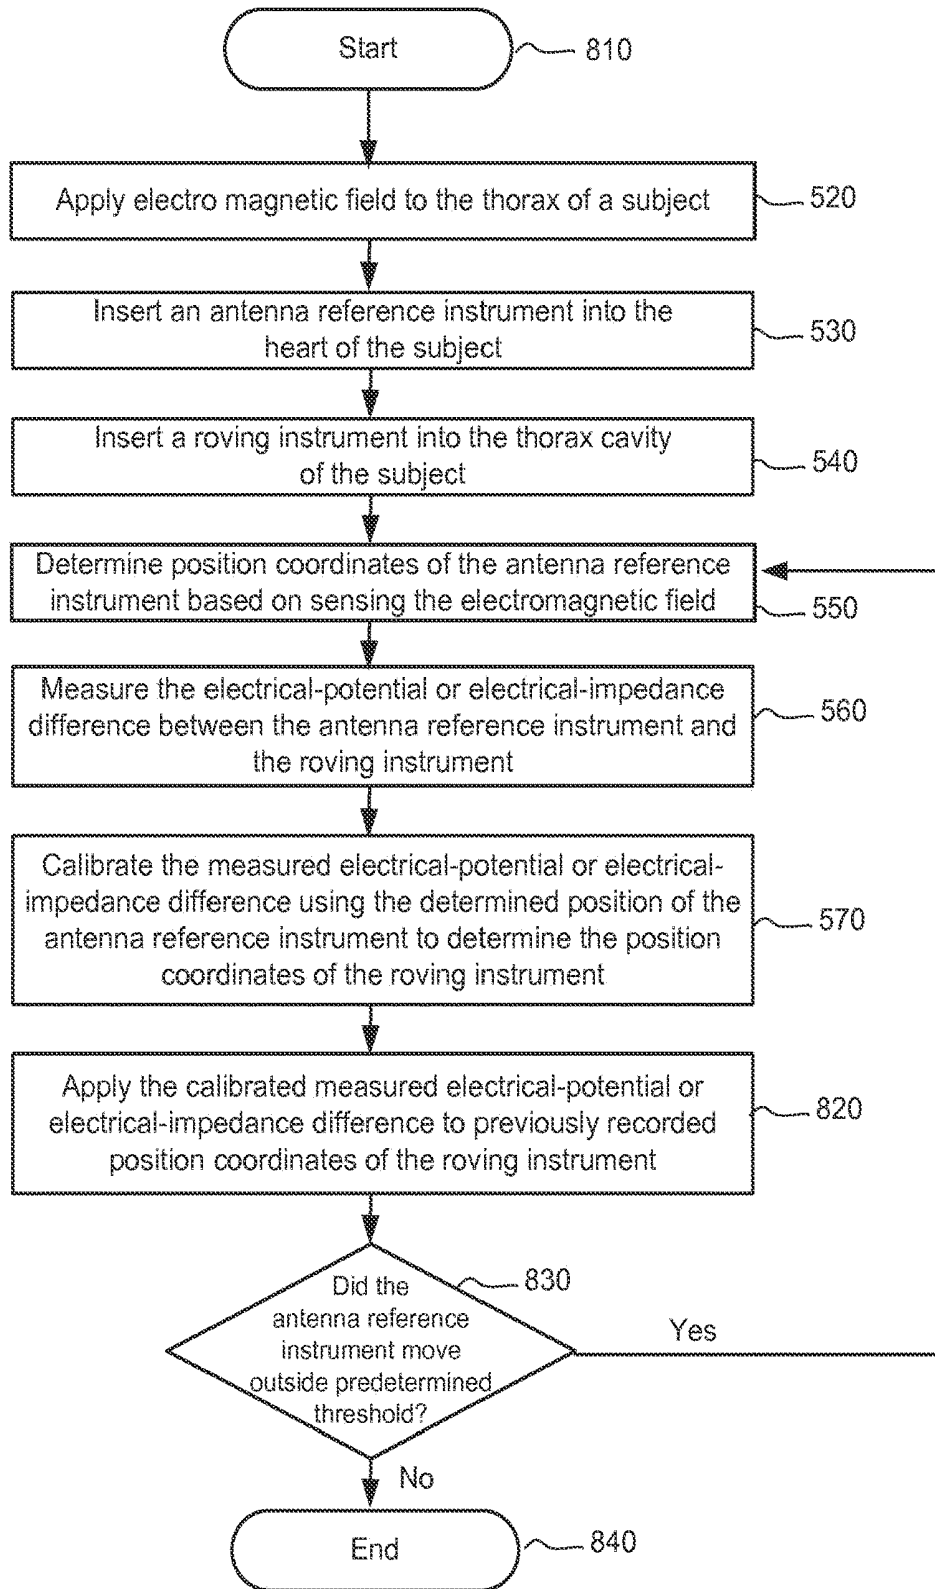 Start
810
Apply electro magnetic field to the thorax of a subject
520
Insert an antenna reference instrument into the
heart of the subject
530
Insert a roving instrument into the thorax cavity
of the subject
540
Determine position coordinates of the antenna reference
instrument based on sensing the electromagnetic field
550
Measure the electrical-potential or electrical-impedance
difference between the antenna reference instrument and
the roving instrument
560
Calibrate the measured electrical-potential or electrical-
impedance difference using the determined position of the
antenna reference instrument to determine the position
coordinates of the roving instrument
570
Apply the calibrated measured electrical-potential or
electrical-impedance difference to previously recorded
position coordinates of the roving instrument
820
Did the
antenna reference
instrument move
outside predetermined
threshold?
830
Yes
No
End
840